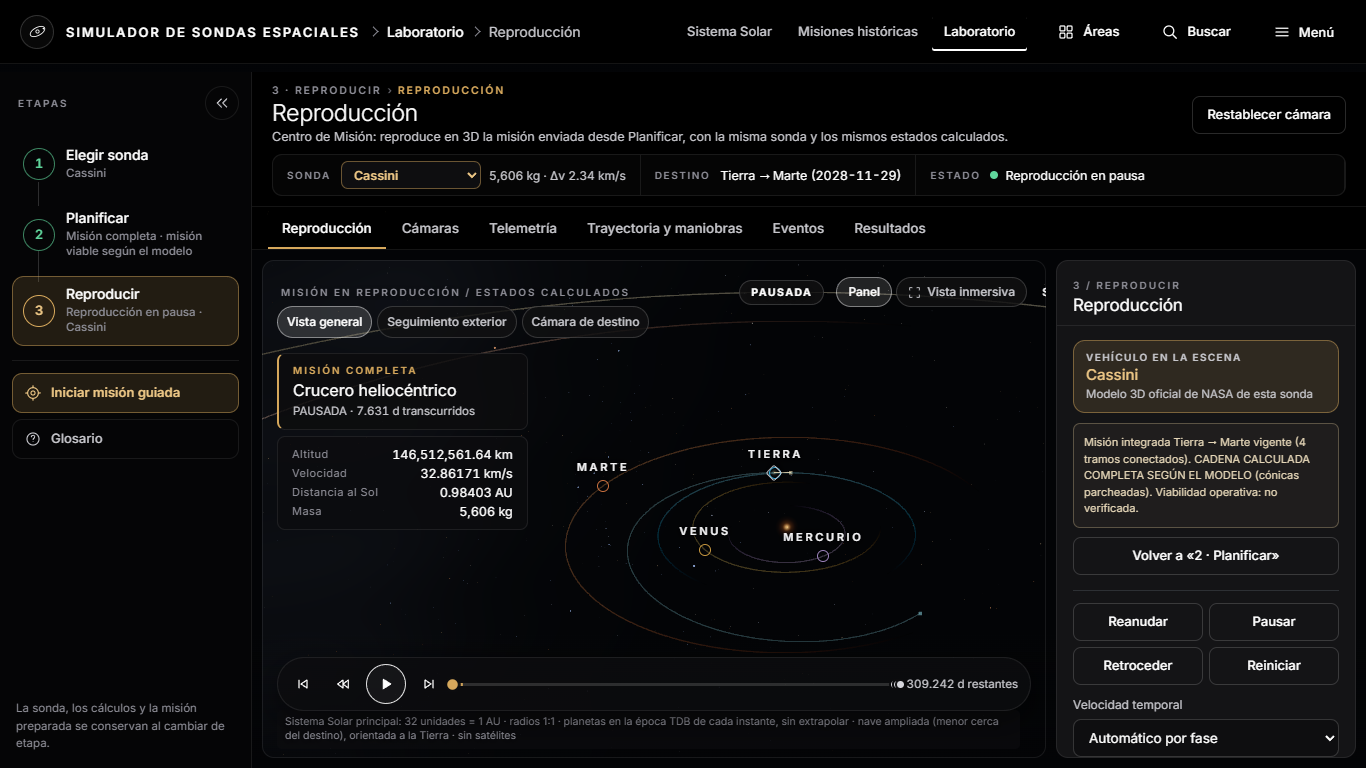 SIMULADOR DE SONDAS ESPACIALES
Laboratorio
Reproducción
Sistema Solar
Misiones históricas
Laboratorio
Áreas
Buscar
Menú
ETAPAS
1
Elegir sonda
Cassini
2
Planificar
Misión completa · misión
viable según el modelo
3
Reproducir
Reproducción en pausa ·
Cassini
Iniciar misión guiada
Glosario
La sonda, los cálculos y la misión
preparada se conservan al cambiar de
etapa.
3 · REPRODUCIR › REPRODUCCIÓN
Reproducción
Centro de Misión: reproduce en 3D la misión enviada desde Planificar, con la misma sonda y los mismos estados calculados.
Restablecer cámara
SONDA
Cassini
5,606 kg · Δv 2.34 km/s
DESTINO
Tierra → Marte (2028-11-29)
ESTADO
Reproducción en pausa
Reproducción
Cámaras
Telemetría
Trayectoria y maniobras
Eventos
Resultados
MISIÓN EN REPRODUCCIÓN / ESTADOS CALCULADOS
PAUSADA
Panel
Vista inmersiva
Vista general
Seguimiento exterior
Cámara de destino
MISIÓN COMPLETA
Crucero heliocéntrico
PAUSADA · 7.631 d transcurridos
Altitud 146,512,561.64 km
Velocidad 32.86171 km/s
Distancia al Sol 0.98403 AU
Masa 5,606 kg
TIERRA
MARTE
VENUS
MERCURIO
309.242 d restantes
Sistema Solar principal: 32 unidades = 1 AU · radios 1:1 · planetas en la época TDB de cada instante, sin extrapolar · nave ampliada (menor cerca
del destino), orientada a la Tierra · sin satélites
3 / REPRODUCIR
Reproducción
VEHÍCULO EN LA ESCENA
Cassini
Modelo 3D oficial de NASA de esta sonda
Misión integrada Tierra → Marte vigente (4
tramos conectados). CADENA CALCULADA
COMPLETA SEGÚN EL MODELO (cónicas
parcheadas). Viabilidad operativa: no
verificada.
Volver a «2 · Planificar»
Reanudar
Pausar
Retroceder
Reiniciar
Velocidad temporal
Automático por fase